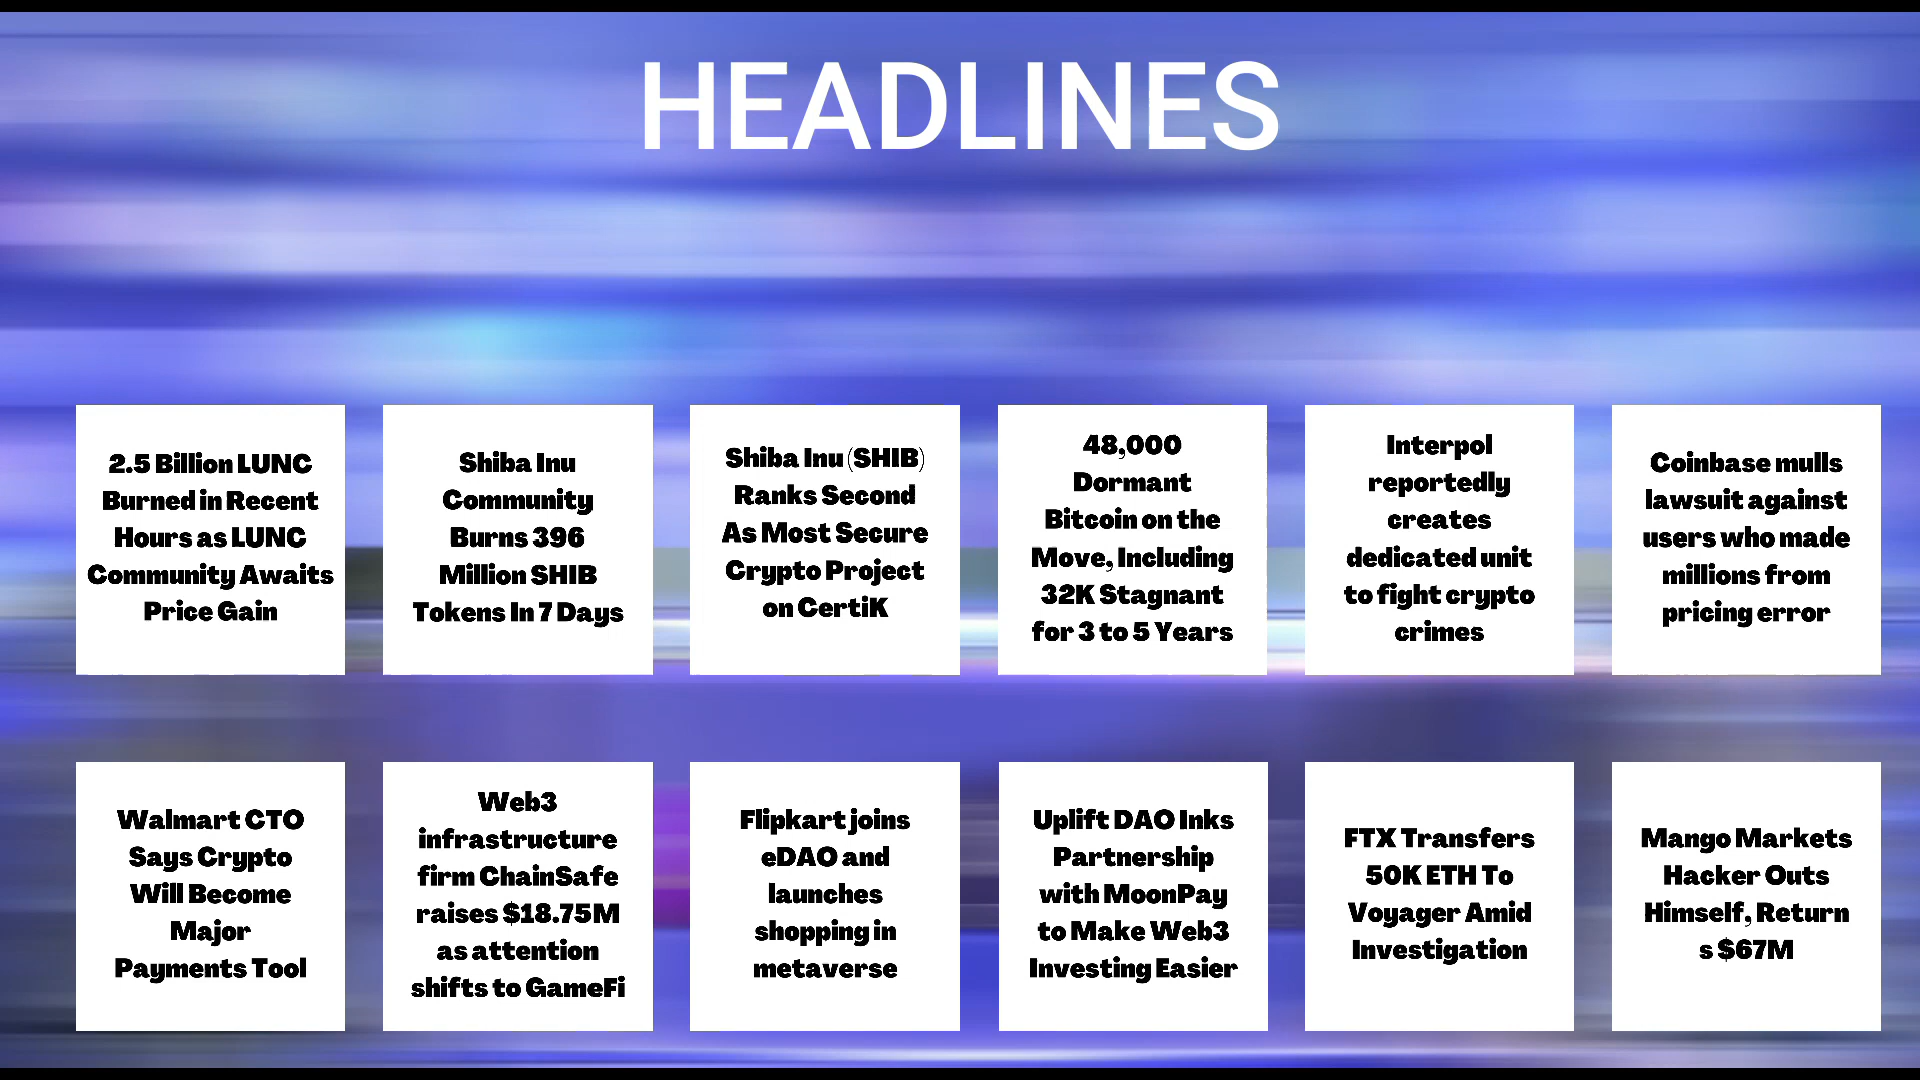 HEADLINES
2.5 Billion LUNC
Burned in Recent
Hours as LUNC
Community Awaits
Price Gain
Shiba Inu
Community
Burns 396
Million SHIB
Tokens In 7 Days
Shiba Inu (SHIB)
Ranks Second
As Most Secure
Crypto Project
on CertiK
48,000
Dormant
Bitcoin on the
Move, Including
32K Stagnant
for 3 to 5 Years
Interpol
reportedly
creates
dedicated unit
to fight crypto
crimes
Coinbase mulls
lawsuit against
users who made
millions from
pricing error
Walmart CTO
Says Crypto
Will Become
Major
Payments Tool
Web3
infrastructure
firm ChainSafe
raises $18.75M
as attention
shifts to GameFi
Flipkart joins
eDAO and
launches
shopping in
metaverse
Uplift DAO Inks
Partnership
with MoonPay
to Make Web3
Investing Easier
FTX Transfers
50K ETH To
Voyager Amid
Investigation
Mango Markets
Hacker Outs
Himself, Return
s $67M